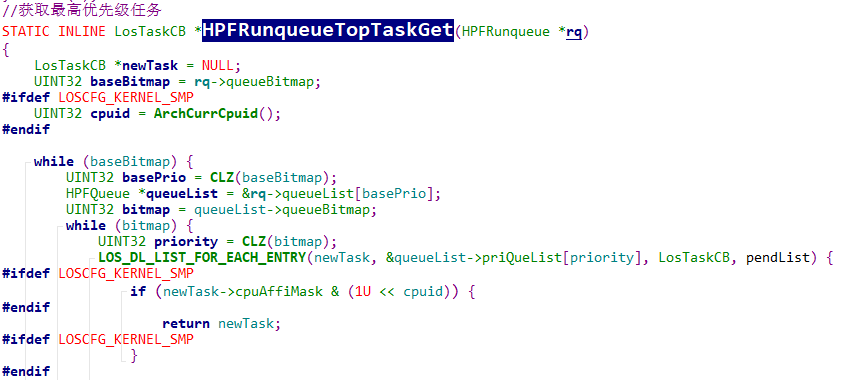 //获取最高优先级任务
STATIC INLINE LosTaskCB *HPFRunqueueTopTaskGet(HPFRunqueue *rq)
{
    LosTaskCB *newTask = NULL;
    UINT32 baseBitmap = rq->queueBitmap;
#ifdef LOSCFG_KERNEL_SMP
    UINT32 cpuid = ArchCurrCpuid();
#endif
    while (baseBitmap) {
        UINT32 basePrio = CLZ(baseBitmap);
        HPFQueue *queueList = &rq->queueList[basePrio];
        UINT32 bitmap = queueList->queueBitmap;
        while (bitmap) {
            UINT32 priority = CLZ(bitmap);
            LOS_DL_LIST_FOR_EACH_ENTRY(newTask, &queueList->priQueList[priority], LosTaskCB, pendList) {
#ifdef LOSCFG_KERNEL_SMP
                if (newTask->cpuAffiMask & (1U << cpuid)) {
#endif
                    return newTask;
#ifdef LOSCFG_KERNEL_SMP
                }
#endif